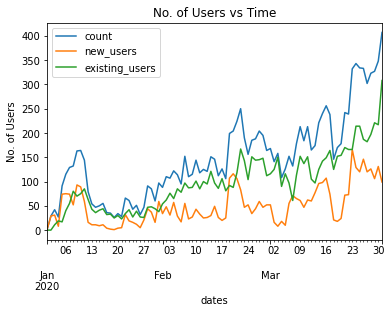 No. of Users vs Time
count
new_users
existing_users
No. of Users
400
350
300
250
200
150
100
50
0
06 13 20 27 03 10 17 24 02 09 16 23 30
Jan Feb Mar
2020
dates